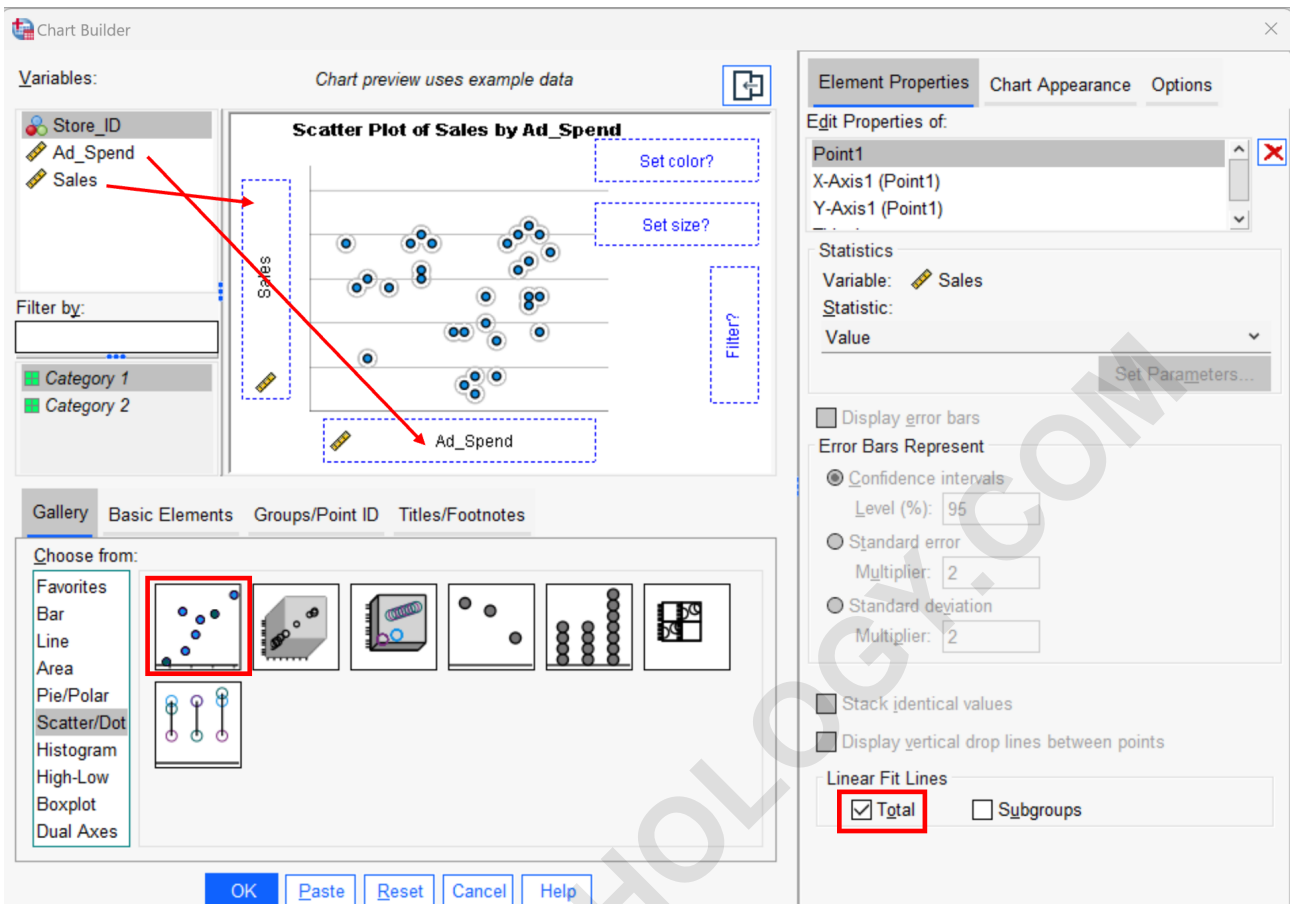 Chart Builder
Variables:
Chart preview uses example data
Store_ID
Ad_Spend
Sales
Scatter Plot of Sales by Ad_Spend
Set color?
Set size?
Filter?
Sales
Ad_Spend
Filter by:
Category 1
Category 2
Gallery Basic Elements Groups/Point ID Titles/Footnotes
Choose from:
Favorites
Bar
Line
Area
Pie/Polar
Scatter/Dot
Histogram
High-Low
Boxplot
Dual Axes
OK Paste Reset Cancel Help
Element Properties Chart Appearance Options
Edit Properties of:
Point1
X-Axis1 (Point1)
Y-Axis1 (Point1)
Statistics
Variable: Sales
Statistic:
Value
Set Parameters...
Display error bars
Error Bars Represent
Confidence intervals
Level (%): 95
Standard error
Multiplier: 2
Standard deviation
Multiplier: 2
Stack identical values
Display vertical drop lines between points
Linear Fit Lines
Total Subgroups
HOLOGY.COM